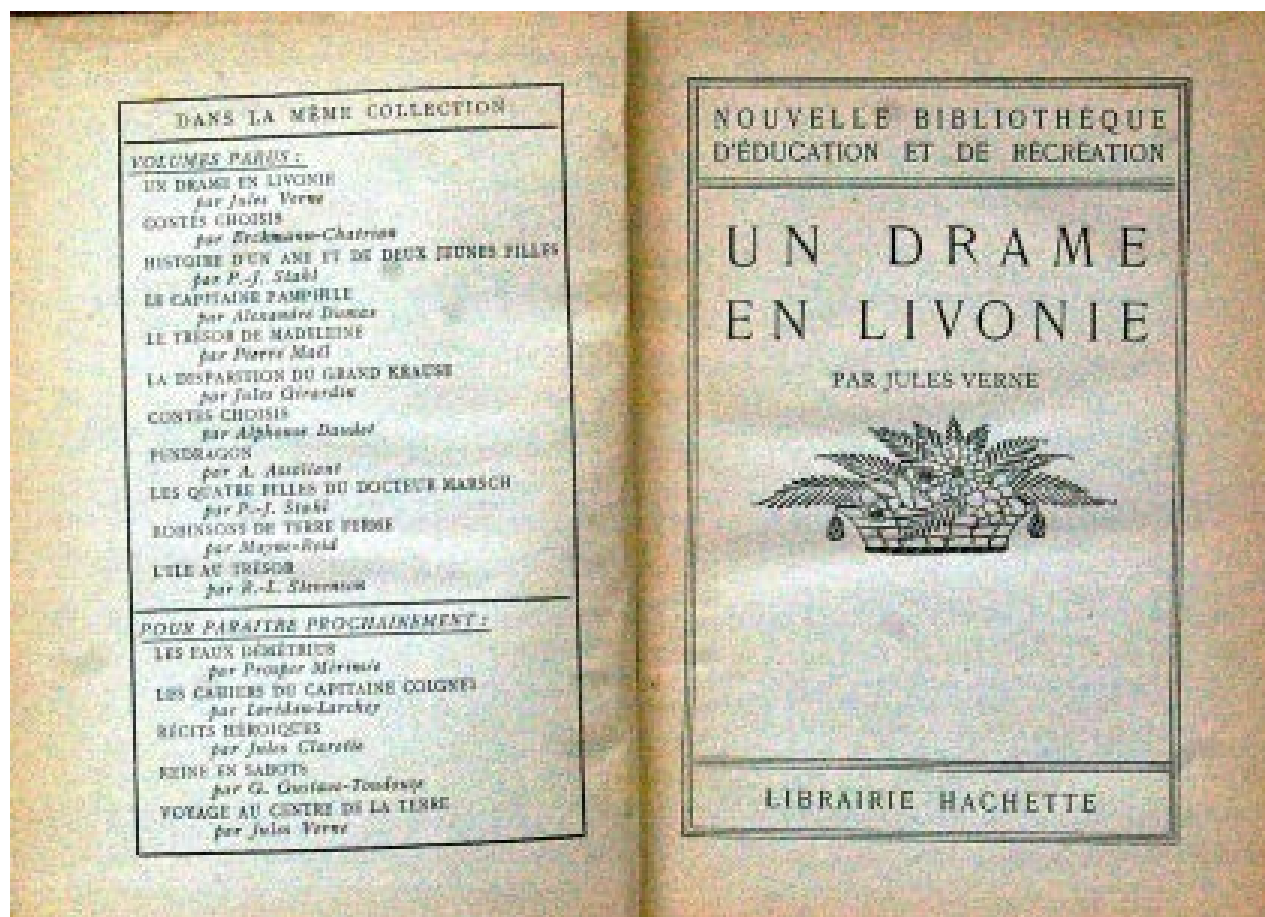 DANS LA MÊME COLLECTION
VOLUMES PARUS :
UN DRAME EN LIVONIE
par Jules Verne
CONTES CHOISIS
par Erckmann-Chatrian
HISTOIRE D'UN ANE ET DE DEUX JEUNES FILLES
par P.-J. Stahl
LE CAPITAINE PAMPHILE
par Alexandre Dumas
LE TRÉSOR DE MADELEINE
par Pierre Maël
LA DISPARITION DU GRAND KRAUSE
par Jules Girardin
CONTES CHOISIS
par Alphonse Daudet
PENDRAGON
par A. Assollant
LES QUATRE FILLES DU DOCTEUR MARSCH
par P.-J. Stahl
ROBINSONS DE TERRE FERME
par Mayne-Reid
L'ILE AU TRÉSOR
par R.-L. Stevenson
POUR PARAITRE PROCHAINEMENT :
LES FAUX DÉMÉTRIUS
par Prosper Mérimée
LES CAHIERS DU CAPITAINE COIGNET
par Lorédan-Larchey
RÉCITS HÉROIQUES
par Jules Claretie
REINE EN SABOTS
par G. Gustave-Toudouze
VOYAGE AU CENTRE DE LA TERRE
par Jules Verne
NOUVELLE BIBLIOTHÈQUE
D'ÉDUCATION ET DE RÉCRÉATION
UN DRAME
EN LIVONIE
PAR JULES VERNE
LIBRAIRIE HACHETTE